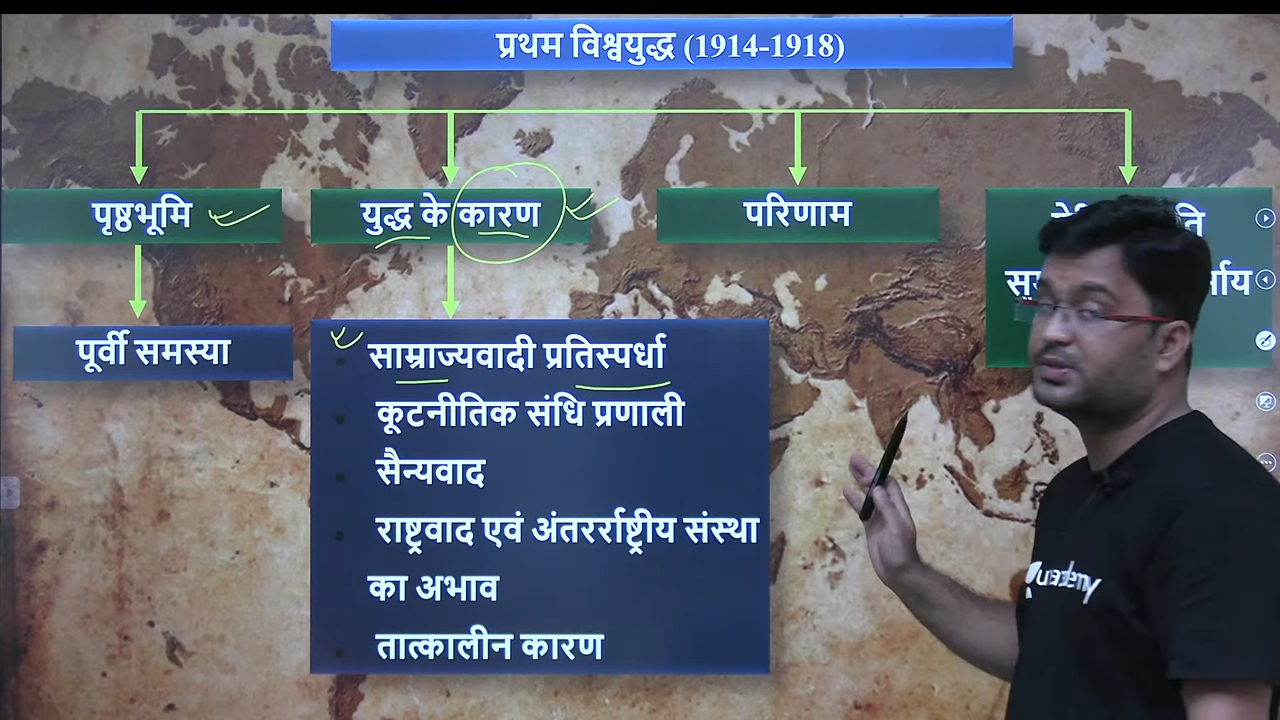 प्रथम विश्वयुद्ध (1914-1918)
पृष्ठभूमि
युद्ध के कारण
परिणाम
पूर्वी समस्या
साम्राज्यवादी प्रतिस्पर्धा
कूटनीतिक संधि प्रणाली
सैन्यवाद
राष्ट्रवाद एवं अंतरर्राष्ट्रीय संस्था
का अभाव
तात्कालीन कारण
unacademy